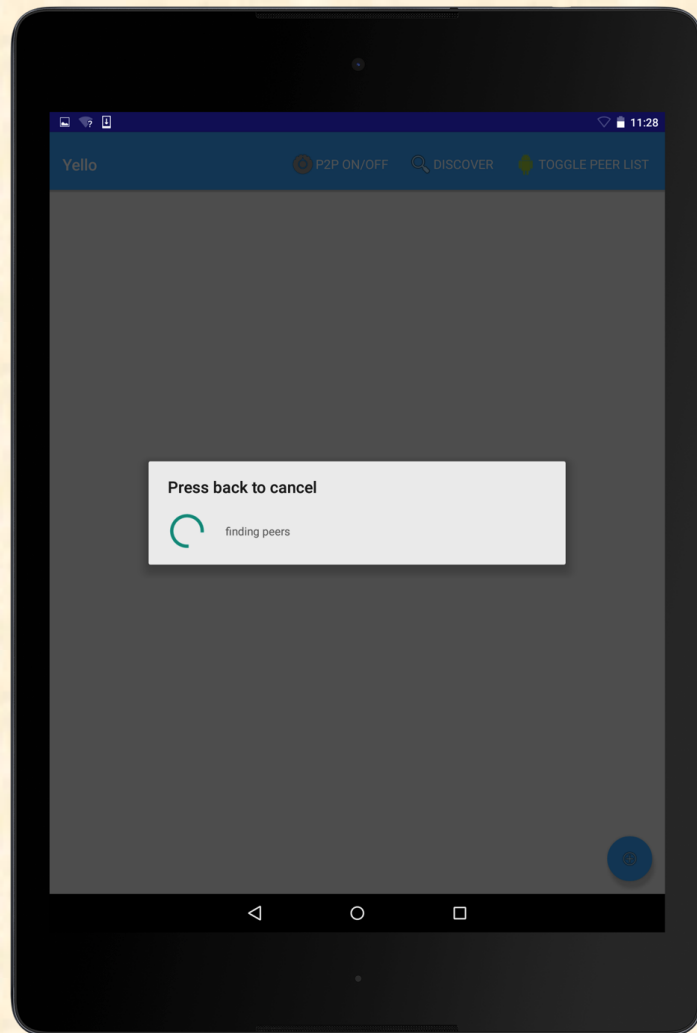 11:28
Yello P2P ON/OFF DISCOVER TOGGLE PEER LIST
Press back to cancel
finding peers